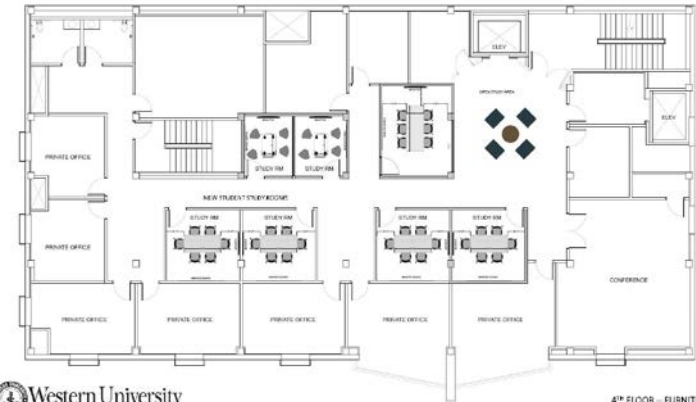 ELEV
OPEN STUDY AREA
ELEV
PRIVATE OFFICE
STUDY RM
STUDY RM
NEW STUDENT STUDY ROOMS
STUDY RM
STUDY RM
STUDY RM
STUDY RM
PRIVATE OFFICE
CONFERENCE
PRIVATE OFFICE
PRIVATE OFFICE
PRIVATE OFFICE
PRIVATE OFFICE
PRIVATE OFFICE
Western University
4TH FLOOR – FURNIT